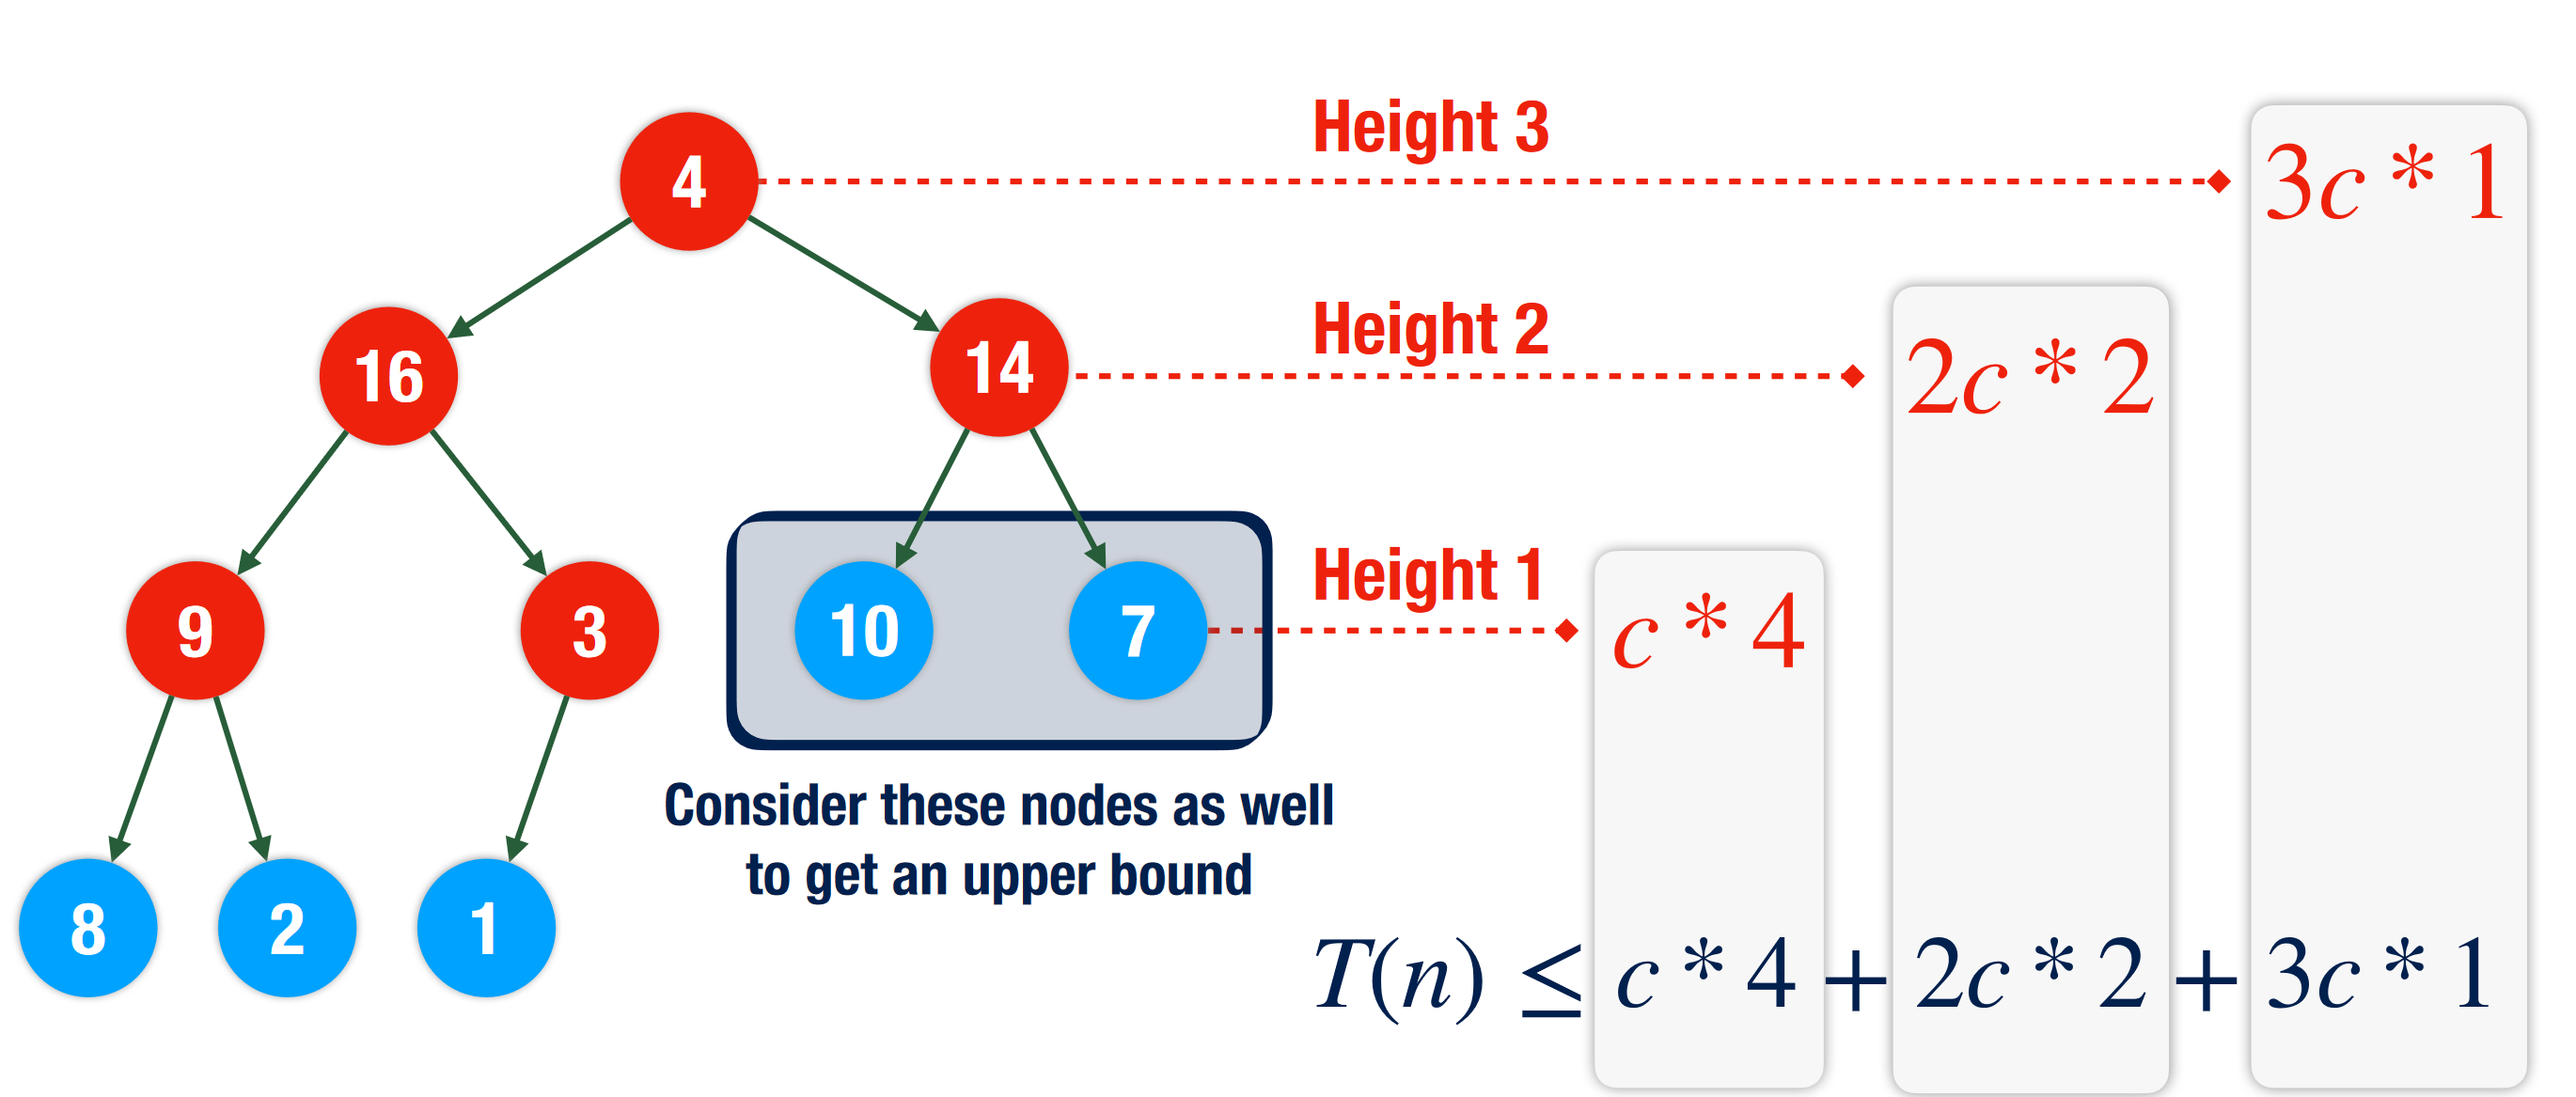 Height 3
3c * 1
4
Height 2
2c * 2
16
14
Height 1
c * 4
9
3
10
7
Consider these nodes as well
to get an upper bound
8
2
1
T(n) ≤ c * 4 + 2c * 2 + 3c * 1